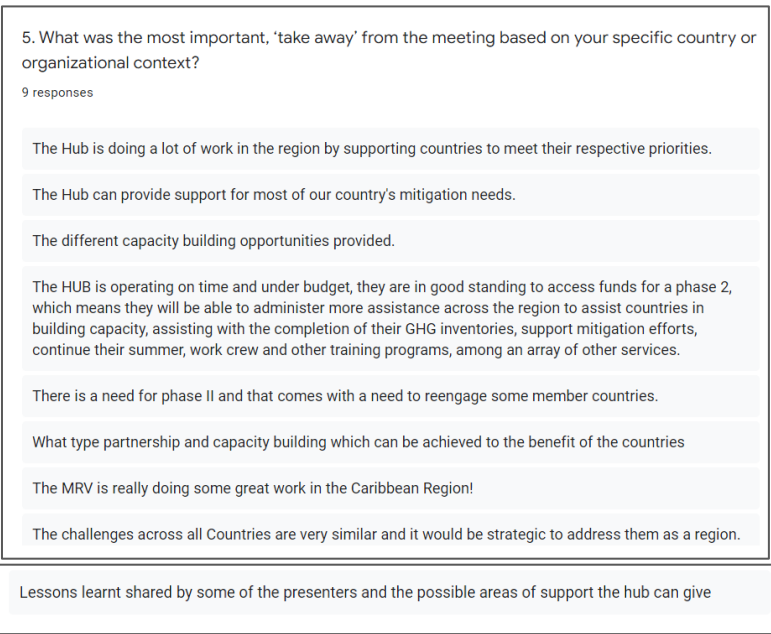 5. What was the most important, ‘take away’ from the meeting based on your specific country or
organizational context?
9 responses
The Hub is doing a lot of work in the region by supporting countries to meet their respective priorities.
The Hub can provide support for most of our country's mitigation needs.
The different capacity building opportunities provided.
The HUB is operating on time and under budget, they are in good standing to access funds for a phase 2,
which means they will be able to administer more assistance across the region to assist countries in
building capacity, assisting with the completion of their GHG inventories, support mitigation efforts,
continue their summer, work crew and other training programs, among an array of other services.
There is a need for phase II and that comes with a need to reengage some member countries.
What type partnership and capacity building which can be achieved to the benefit of the countries
The MRV is really doing some great work in the Caribbean Region!
The challenges across all Countries are very similar and it would be strategic to address them as a region.
Lessons learnt shared by some of the presenters and the possible areas of support the hub can give